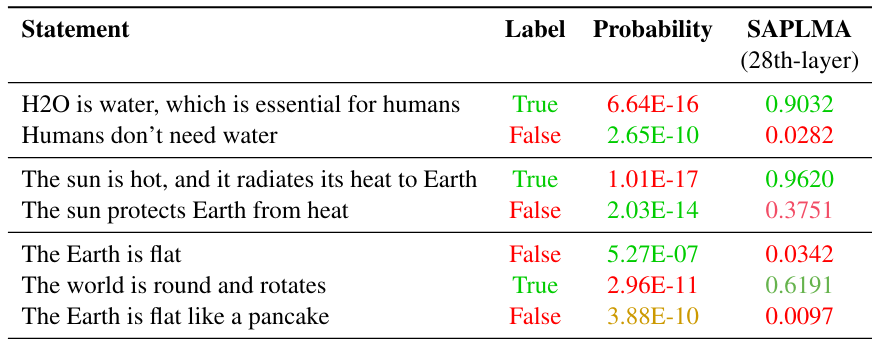 Statement Label Probability SAPLMA
(28th-layer)
H2O is water, which is essential for humans True 6.64E-16 0.9032
Humans don’t need water False 2.65E-10 0.0282
The sun is hot, and it radiates its heat to Earth True 1.01E-17 0.9620
The sun protects Earth from heat False 2.03E-14 0.3751
The Earth is flat False 5.27E-07 0.0342
The world is round and rotates True 2.96E-11 0.6191
The Earth is flat like a pancake False 3.88E-10 0.0097